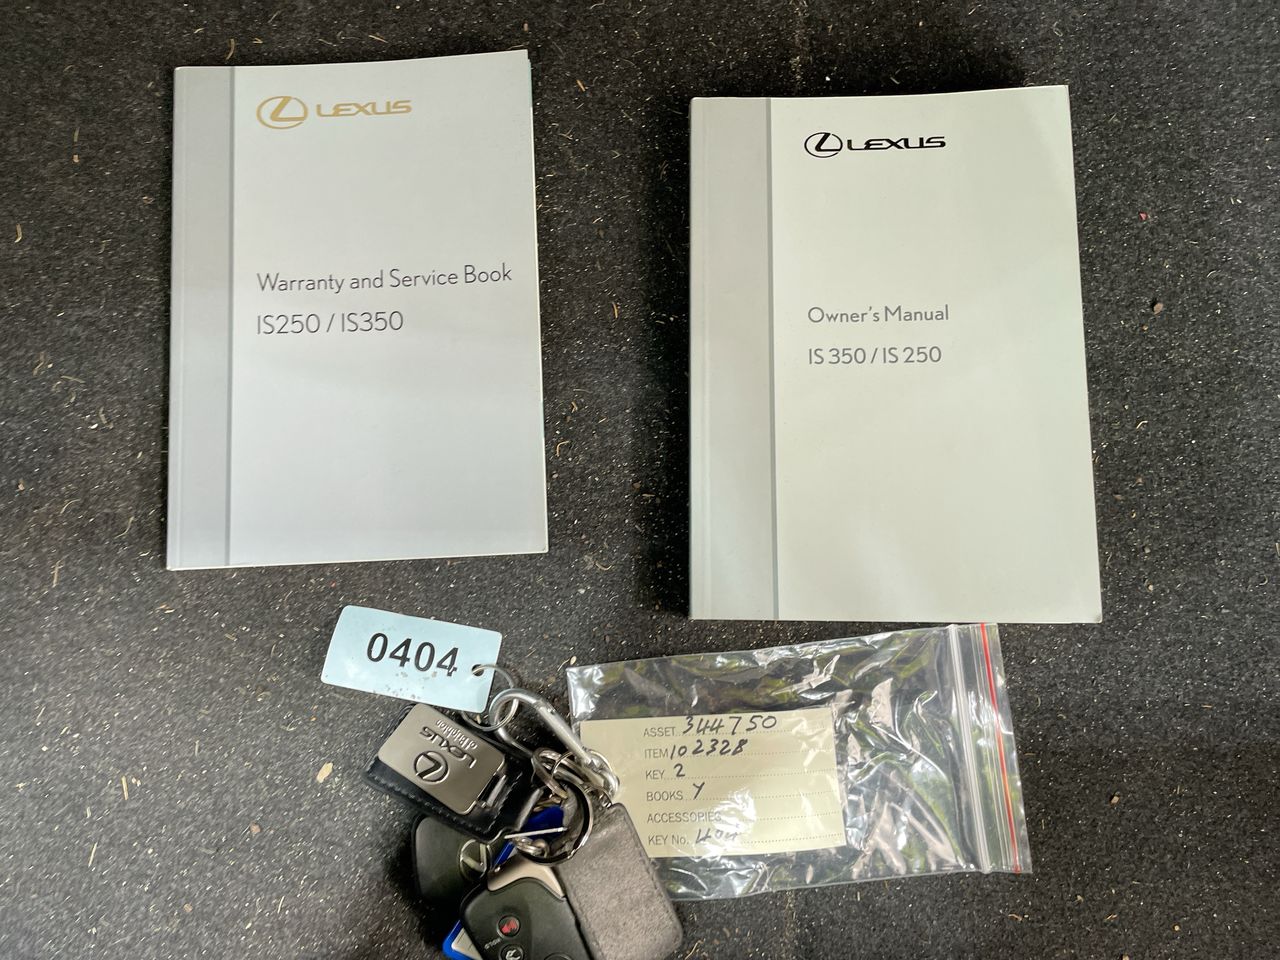 LEXUS
Warranty and Service Book
IS250 / IS350
LEXUS
Owner's Manual
IS 350 / IS 250
0404
LEXUS
ASSET 344750
ITEM 102328
KEY 2
BOOKS Y
ACCESSORIES
KEY No. 404
HOLD